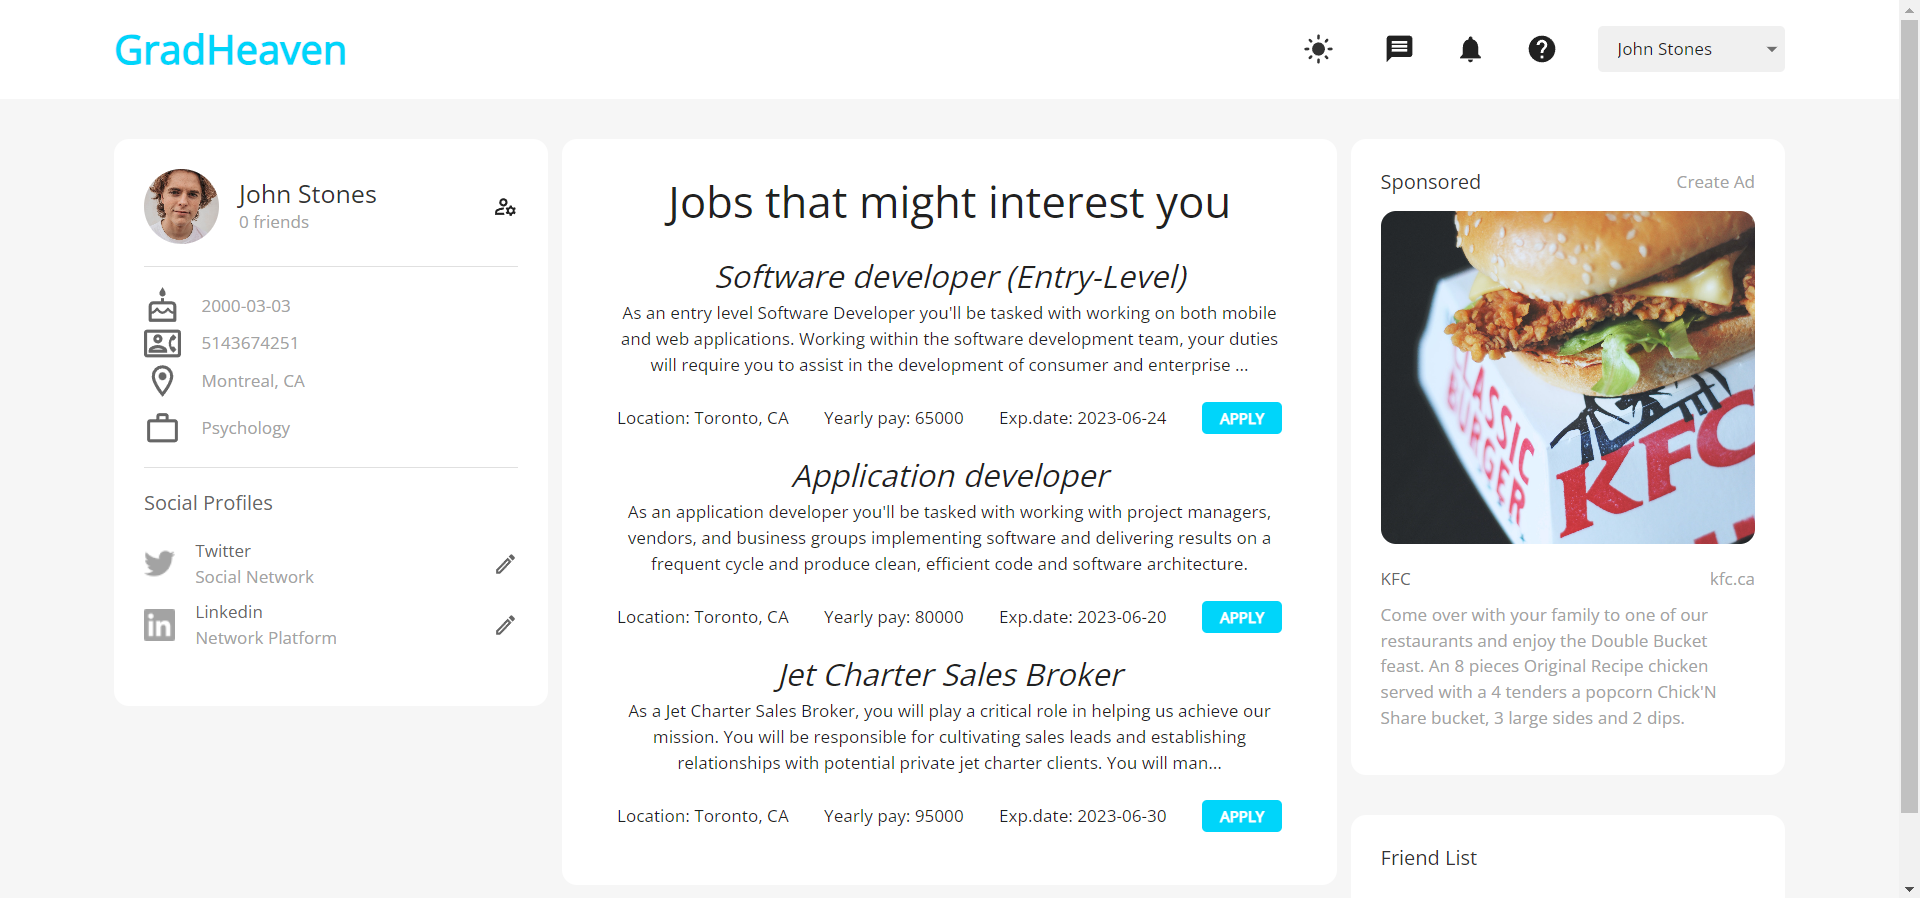 GradHeaven
John Stones
John Stones
0 friends
2000-03-03
5143674251
Montreal, CA
Psychology
Social Profiles
Twitter
Social Network
Linkedin
Network Platform
Jobs that might interest you
Software developer (Entry-Level)
As an entry level Software Developer you'll be tasked with working on both mobile
and web applications. Working within the software development team, your duties
will require you to assist in the development of consumer and enterprise ...
Location: Toronto, CA Yearly pay: 65000 Exp.date: 2023-06-24 APPLY
Application developer
As an application developer you'll be tasked with working with project managers,
vendors, and business groups implementing software and delivering results on a
frequent cycle and produce clean, efficient code and software architecture.
Location: Toronto, CA Yearly pay: 80000 Exp.date: 2023-06-20 APPLY
Jet Charter Sales Broker
As a Jet Charter Sales Broker, you will play a critical role in helping us achieve our
mission. You will be responsible for cultivating sales leads and establishing
relationships with potential private jet charter clients. You will man...
Location: Toronto, CA Yearly pay: 95000 Exp.date: 2023-06-30 APPLY
Sponsored Create Ad
CLASSIC
BURGER
KFC
KFC kfc.ca
Come over with your family to one of our
restaurants and enjoy the Double Bucket
feast. An 8 pieces Original Recipe chicken
served with a 4 tenders a popcorn Chick'N
Share bucket, 3 large sides and 2 dips.
Friend List